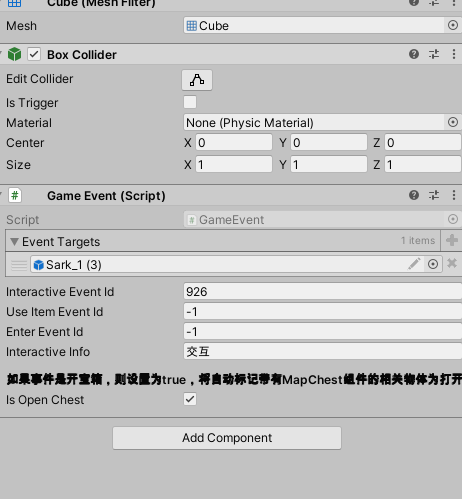 Cube (Mesh Filter)
Mesh
Cube
Box Collider
Edit Collider
Is Trigger
Material
None (Physic Material)
Center
X 0 Y 0 Z 0
Size
X 1 Y 1 Z 1
Game Event (Script)
Script
GameEvent
Event Targets
1 items
Sark_1 (3)
Interactive Event Id
926
Use Item Event Id
-1
Enter Event Id
-1
Interactive Info
交互
如果事件是开宝箱，则设置为true，将自动标记带有MapChest组件的相关物体为打开
Is Open Chest
Add Component